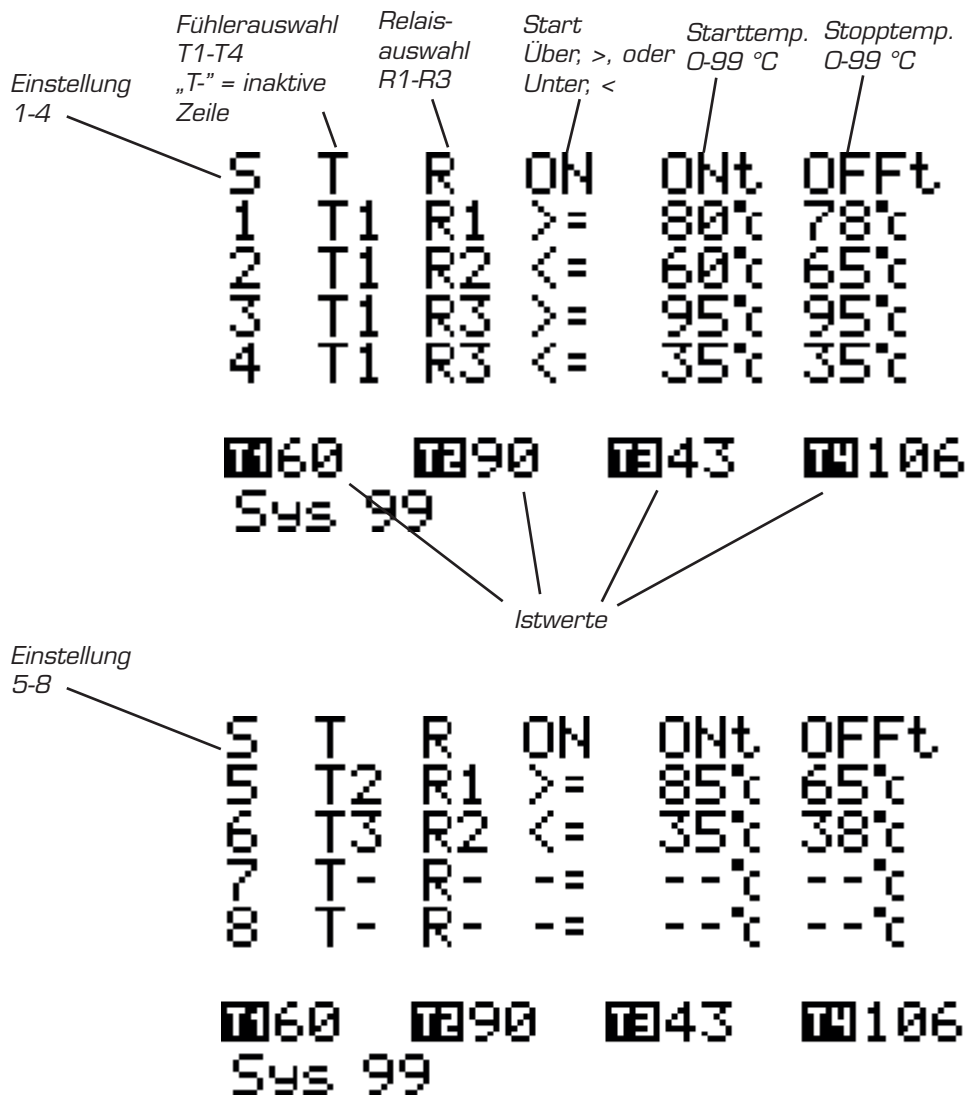 Fühlerauswahl
T1-T4
„T-” = inaktive
Zeile
Relais-
auswahl
R1-R3
Start
Über, >, oder
Unter, <
Starttemp.
0-99 °C
Stopptemp.
0-99 °C
Einstellung
1-4
S T R ON ONt OFFt
1 T1 R1 >= 80°C 78°C
2 T1 R2 <= 60°C 65°C
3 T1 R3 >= 95°C 95°C
4 T1 R3 <= 35°C 35°C
T1 60 T2 90 T3 43 T4 106
Sys 99
Istwerte
Einstellung
5-8
S T R ON ONt OFFt
5 T2 R1 >= 85°C 65°C
6 T3 R2 <= 35°C 38°C
7 T- R- -= --°C --°C
8 T- R- -= --°C --°C
T1 60 T2 90 T3 43 T4 106
Sys 99